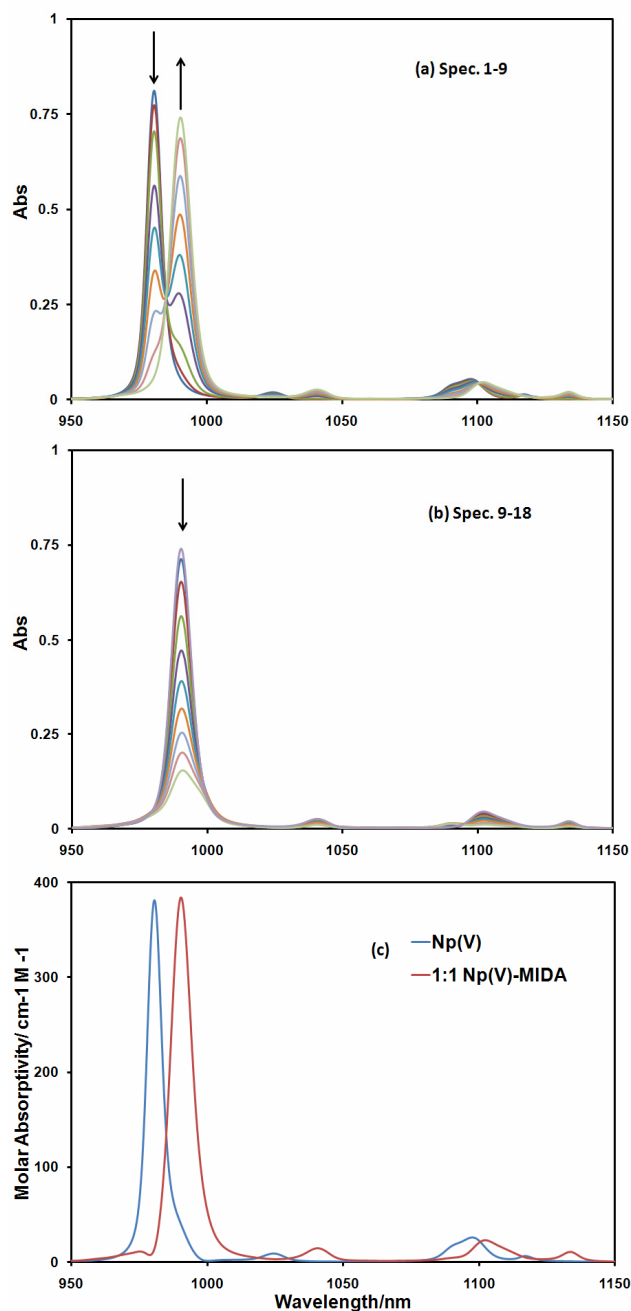 1
(a) Spec. 1-9
0.75
Abs
0.5
0.25
0
950 1000 1050 1100 1150
1
(b) Spec. 9-18
0.75
Abs
0.5
0.25
0
950 1000 1050 1100 1150
400
(c)
Np(V)
1:1 Np(V)-MIDA
300
Molar Absorptivity/ cm-1 M -1
200
100
0
950 1000 1050 1100 1150
Wavelength/nm